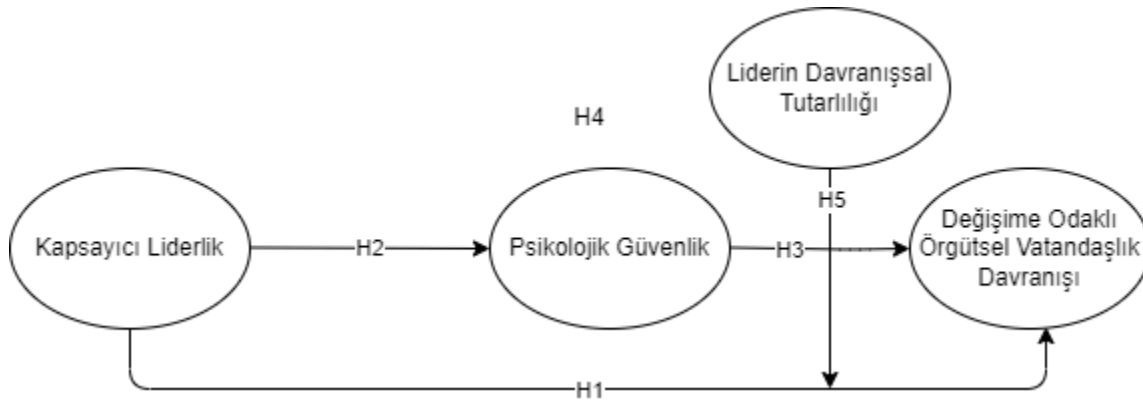 Liderin Davranışsal
Tutarlılığı
H4
H5
Kapsayıcı Liderlik
H2
Psikolojik Güvenlik
H3
Değişime Odaklı
Örgütsel Vatandaşlık
Davranışı
H1